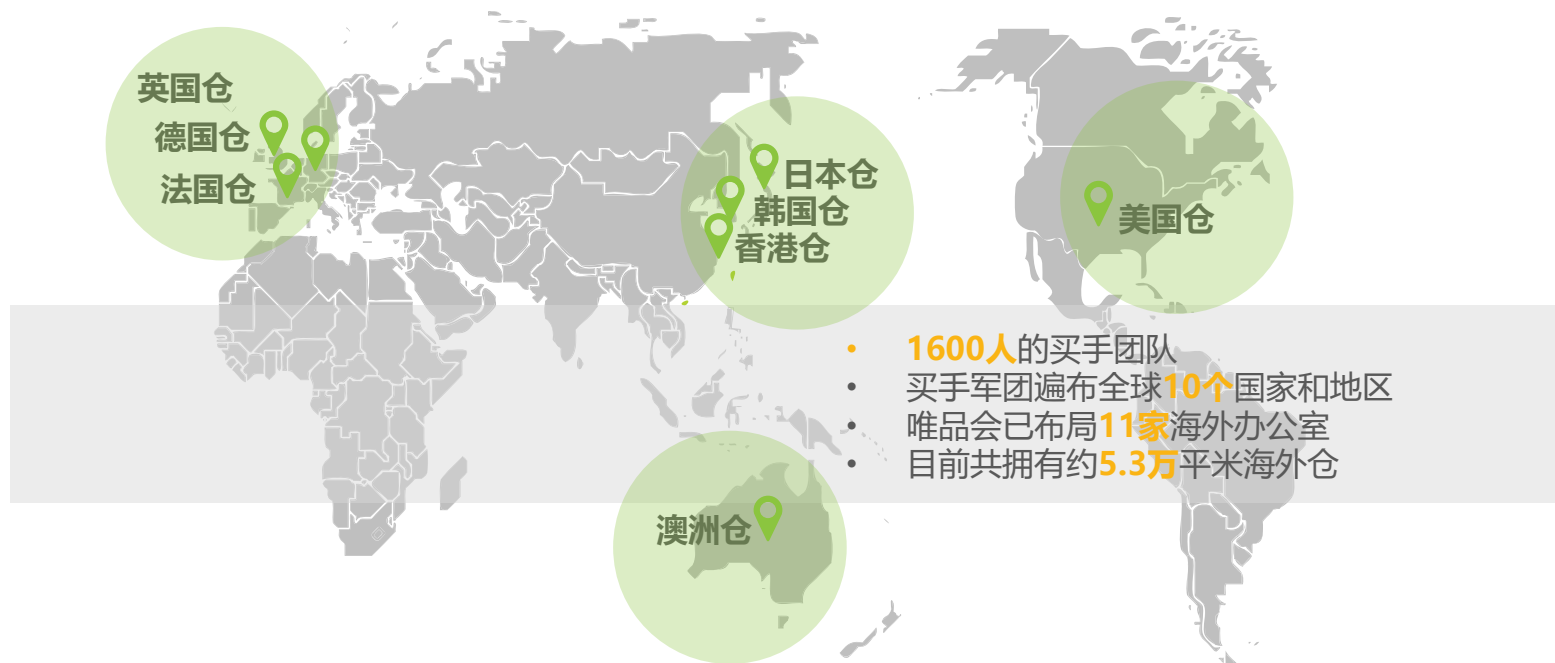 英国仓
德国仓
法国仓
日本仓
韩国仓
香港仓
美国仓
• 1600人的买手团队
• 买手军团遍布全球10个国家和地区
• 唯品会已布局11家海外办公室
• 目前共拥有约5.3万平米海外仓
澳洲仓